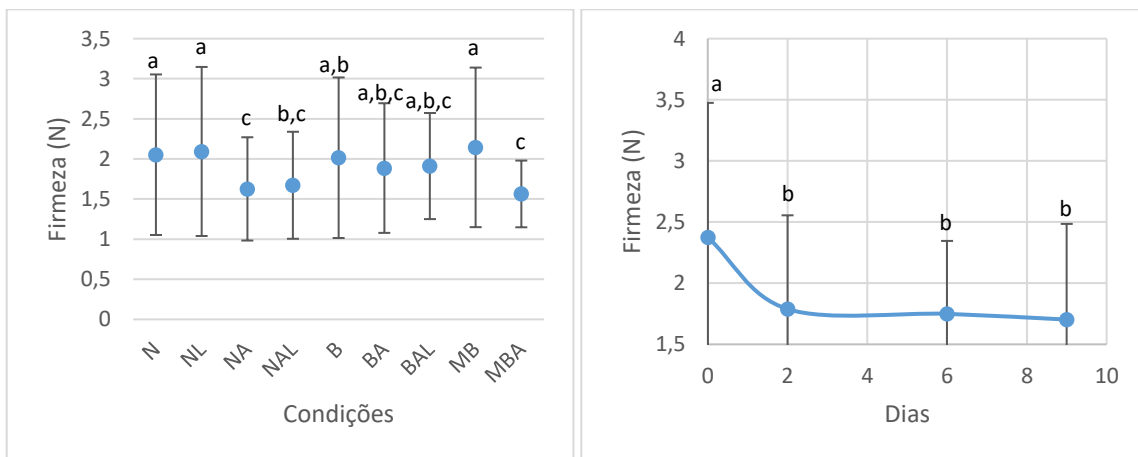 Firmeza (N)
3,5
3
2,5
2
1,5
1
0,5
0
a
a
c
b,c
a,b
a,b,c
a,b,c
a
c
N
NL
NA
NAL
B
BA
BAL
MB
MBA
Condições
Firmeza (N)
4
3,5
3
2,5
2
1,5
a
b
b
b
0
2
4
6
8
10
Dias